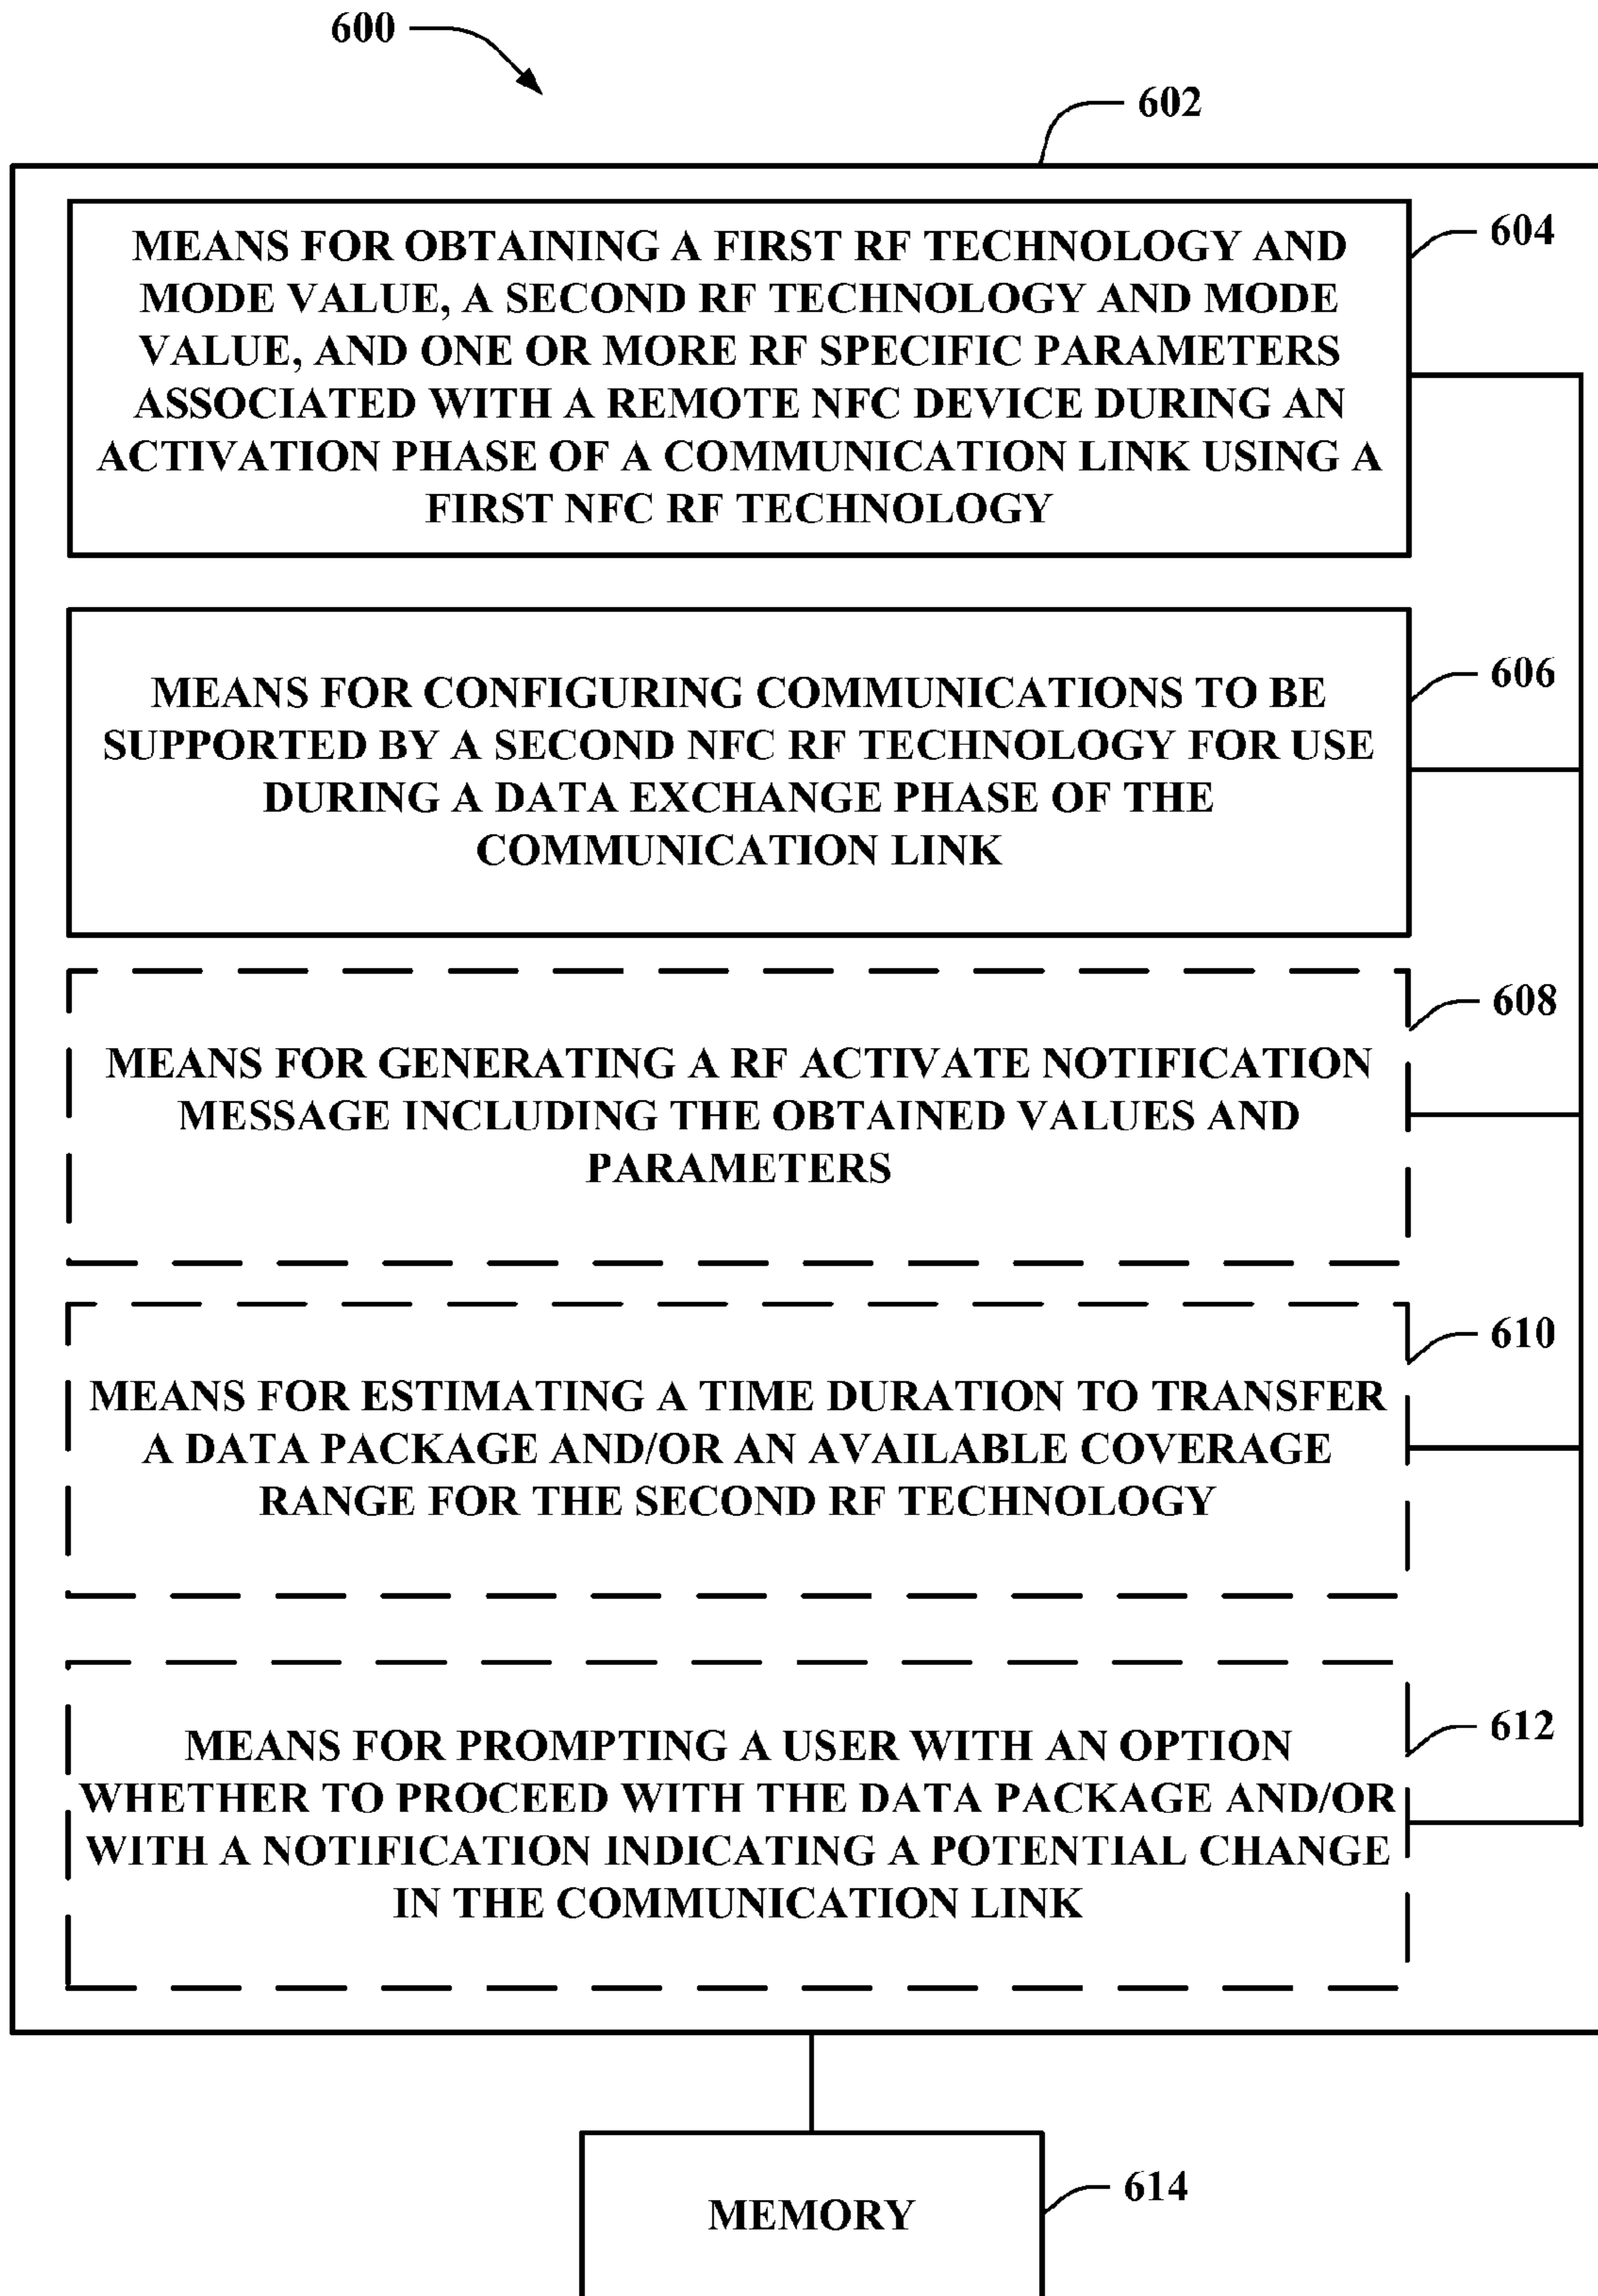 600
602
MEANS FOR OBTAINING A FIRST RF TECHNOLOGY AND
MODE VALUE, A SECOND RF TECHNOLOGY AND MODE
VALUE, AND ONE OR MORE RF SPECIFIC PARAMETERS
ASSOCIATED WITH A REMOTE NFC DEVICE DURING AN
ACTIVATION PHASE OF A COMMUNICATION LINK USING A
FIRST NFC RF TECHNOLOGY
604
MEANS FOR CONFIGURING COMMUNICATIONS TO BE
SUPPORTED BY A SECOND NFC RF TECHNOLOGY FOR USE
DURING A DATA EXCHANGE PHASE OF THE
COMMUNICATION LINK
606
MEANS FOR GENERATING A RF ACTIVATE NOTIFICATION
MESSAGE INCLUDING THE OBTAINED VALUES AND
PARAMETERS
608
MEANS FOR ESTIMATING A TIME DURATION TO TRANSFER
A DATA PACKAGE AND/OR AN AVAILABLE COVERAGE
RANGE FOR THE SECOND RF TECHNOLOGY
610
MEANS FOR PROMPTING A USER WITH AN OPTION
WHETHER TO PROCEED WITH THE DATA PACKAGE AND/OR
WITH A NOTIFICATION INDICATING A POTENTIAL CHANGE
IN THE COMMUNICATION LINK
612
MEMORY
614